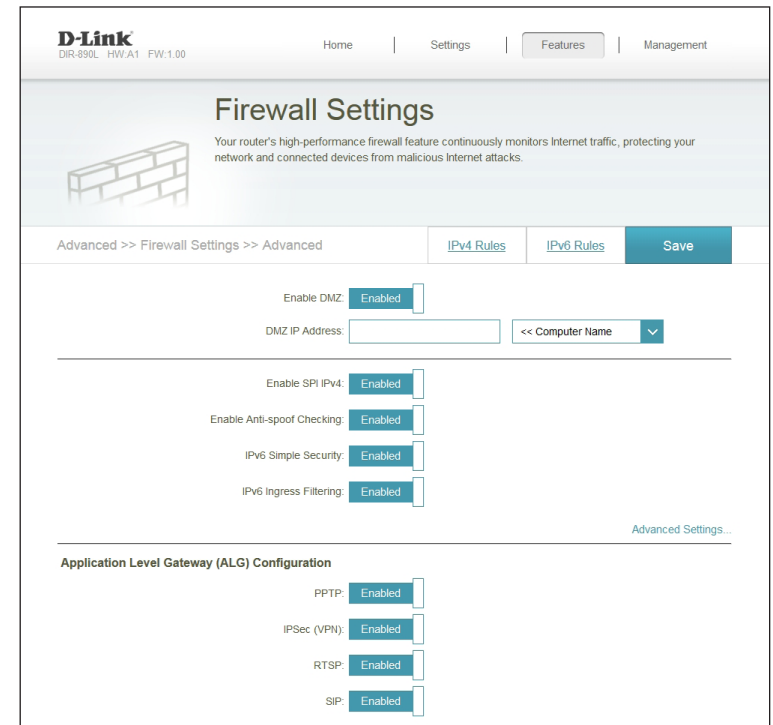 D-Link
DIR-890L HW:A1 FW:1.00
Home Settings Features Management
Firewall Settings
Your router's high-performance firewall feature continuously monitors Internet traffic, protecting your
network and connected devices from malicious Internet attacks.
Advanced >> Firewall Settings >> Advanced IPv4 Rules IPv6 Rules Save
Enable DMZ: Enabled
DMZ IP Address: << Computer Name
Enable SPI IPv4: Enabled
Enable Anti-spoof Checking: Enabled
IPv6 Simple Security: Enabled
IPv6 Ingress Filtering: Enabled
Advanced Settings...
Application Level Gateway (ALG) Configuration
PPTP: Enabled
IPSec (VPN): Enabled
RTSP: Enabled
SIP: Enabled